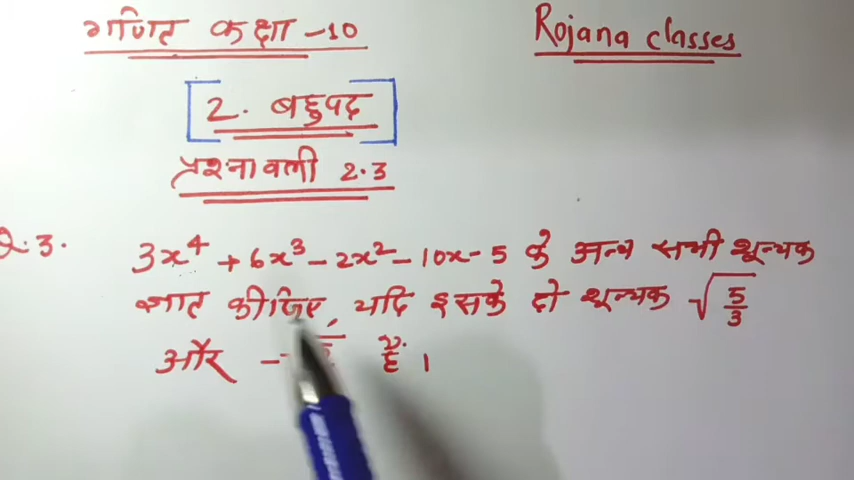 गणित कक्षा -10
Rojana classes
2. बहुपद
प्रश्नावली 2.3
Q.3. 3x⁴ + 6x³ - 2x² - 10x - 5 के अन्य सभी शून्यक
ज्ञात कीजिए, यदि इसके दो शून्यक √5/3
और - हैं।